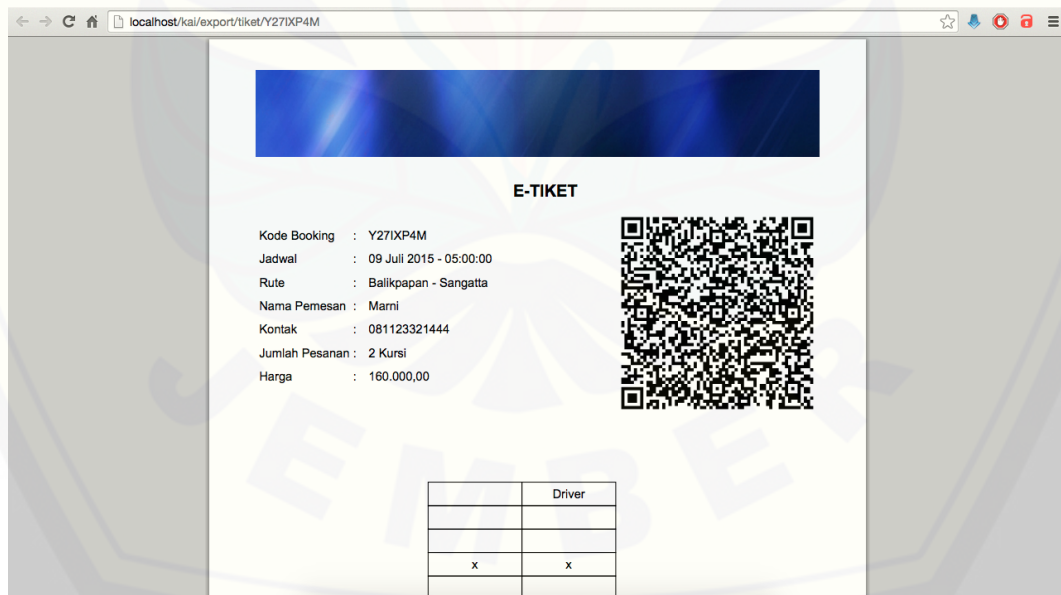 localhost/kai/export/tiket/Y27IXP4M
E-TIKET
Kode Booking : Y27IXP4M
Jadwal : 09 Juli 2015 - 05:00:00
Rute : Balikpapan - Sangatta
Nama Pemesan : Marni
Kontak : 081123321444
Jumlah Pesanan : 2 Kursi
Harga : 160.000,00
Driver
x x
JEMBER